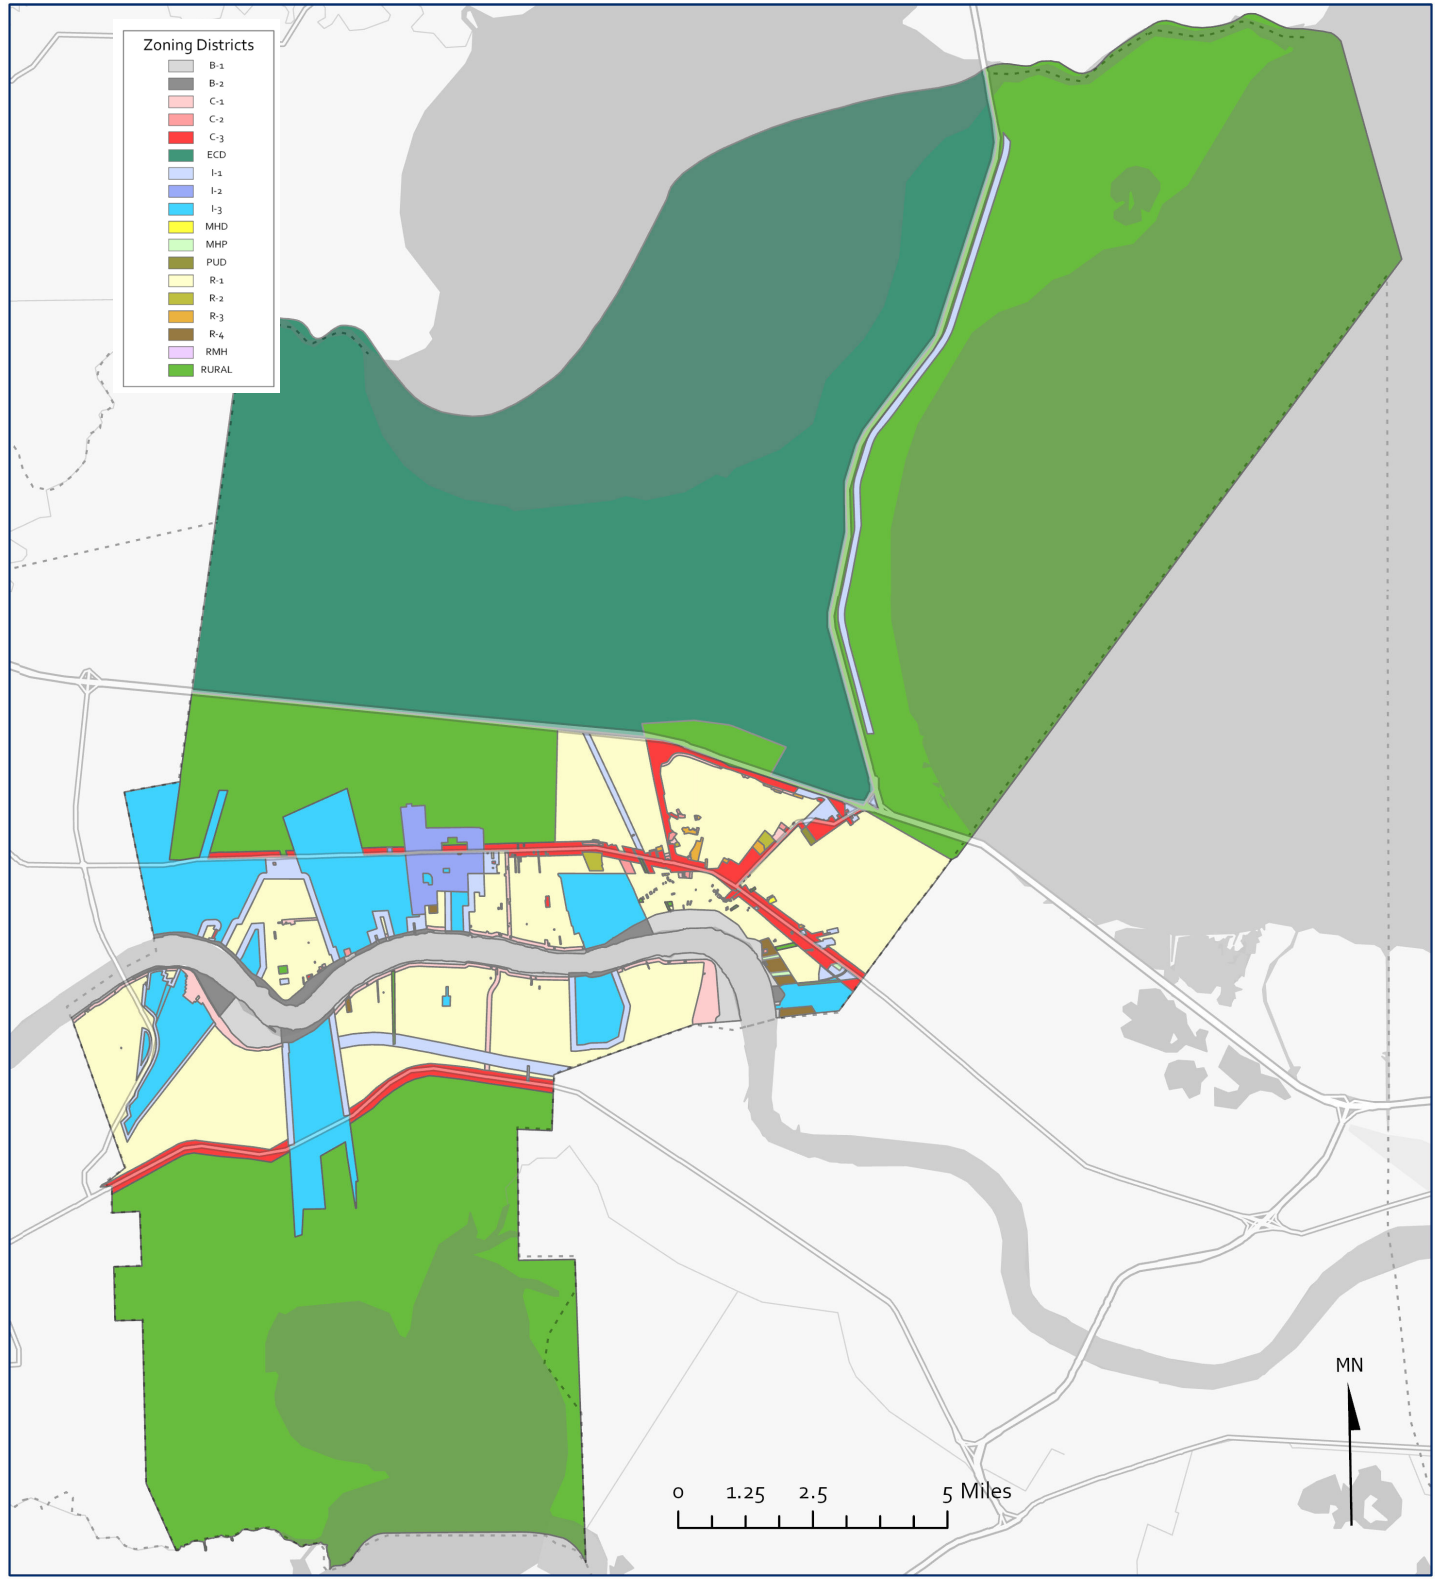 Zoning Districts
B-1
B-2
C-1
C-2
C-3
ECD
I-1
I-2
I-3
MHD
MHP
PUD
R-1
R-2
R-3
R-4
RMH
RURAL
MN
0 1.25 2.5 5 Miles